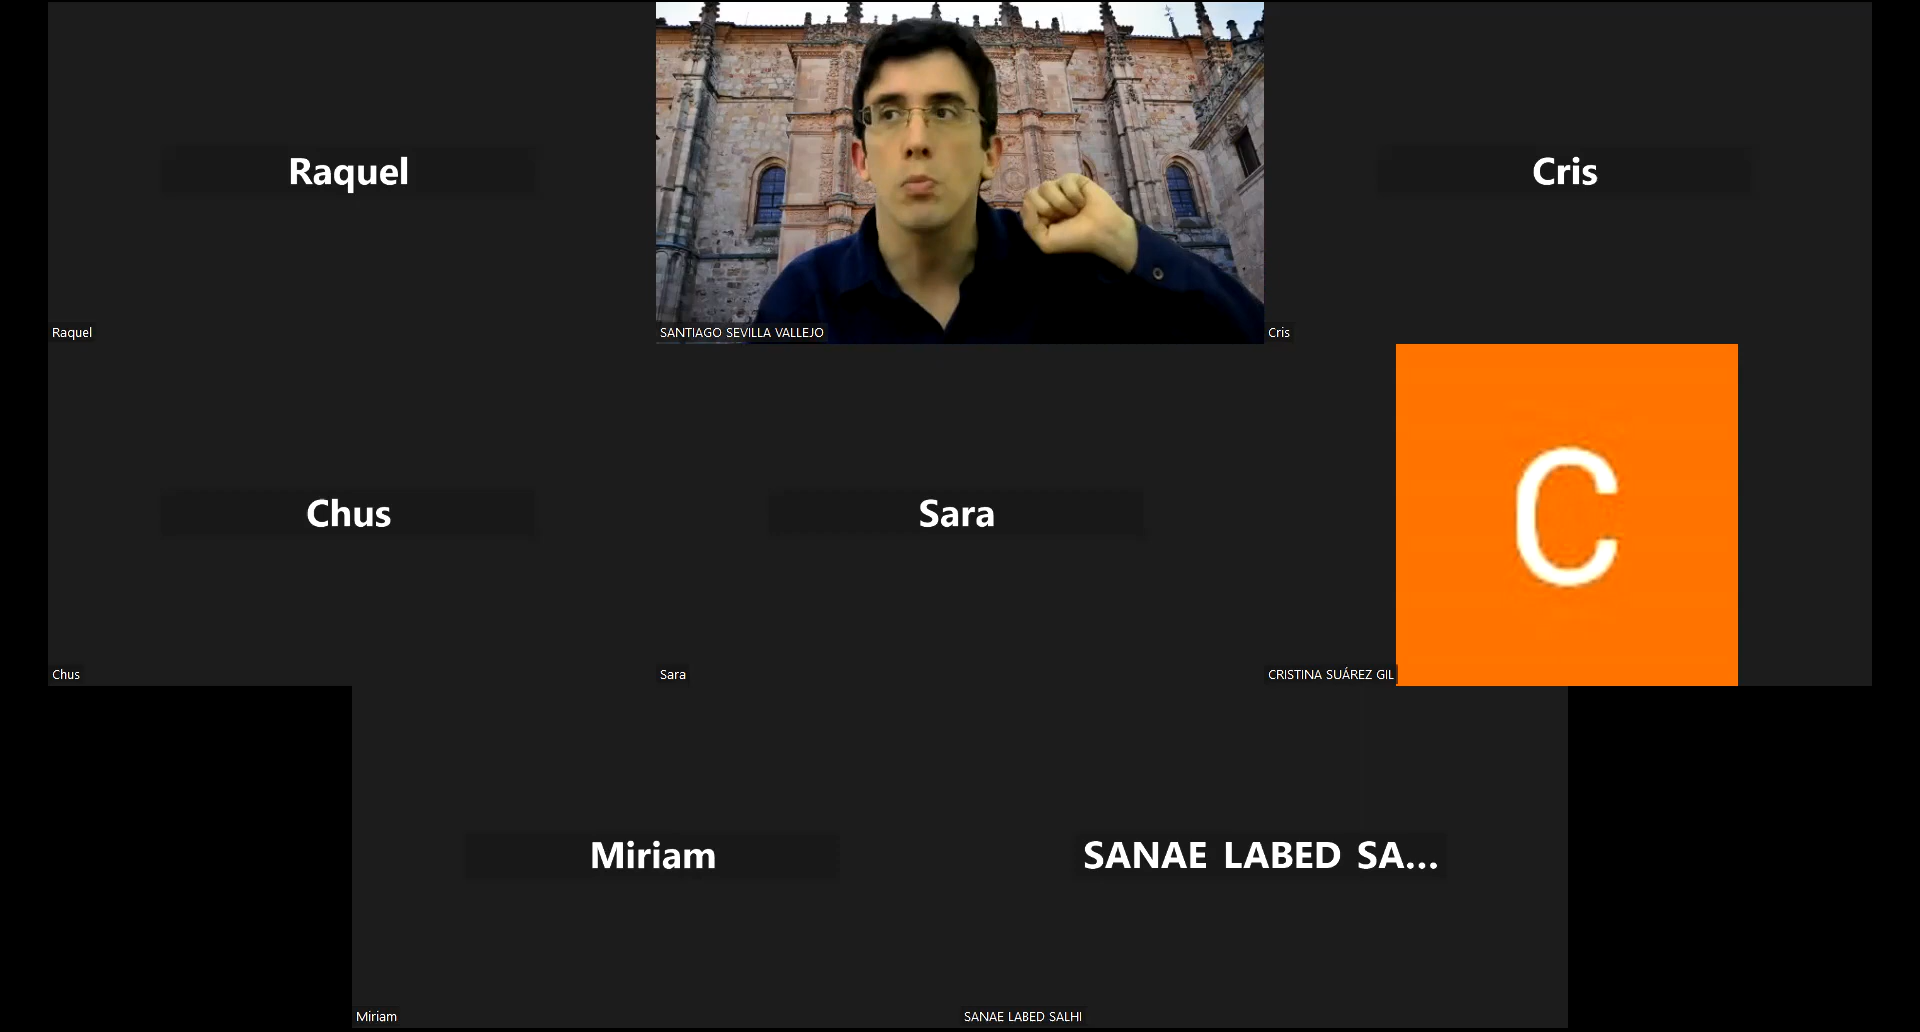 Raquel
Raquel
SANTIAGO SEVILLA VALLEJO
Cris
Cris
Chus
Chus
Sara
Sara
C
CRISTINA SUÁREZ GIL
Miriam
Miriam
SANAE LABED SA...
SANAE LABED SALHI